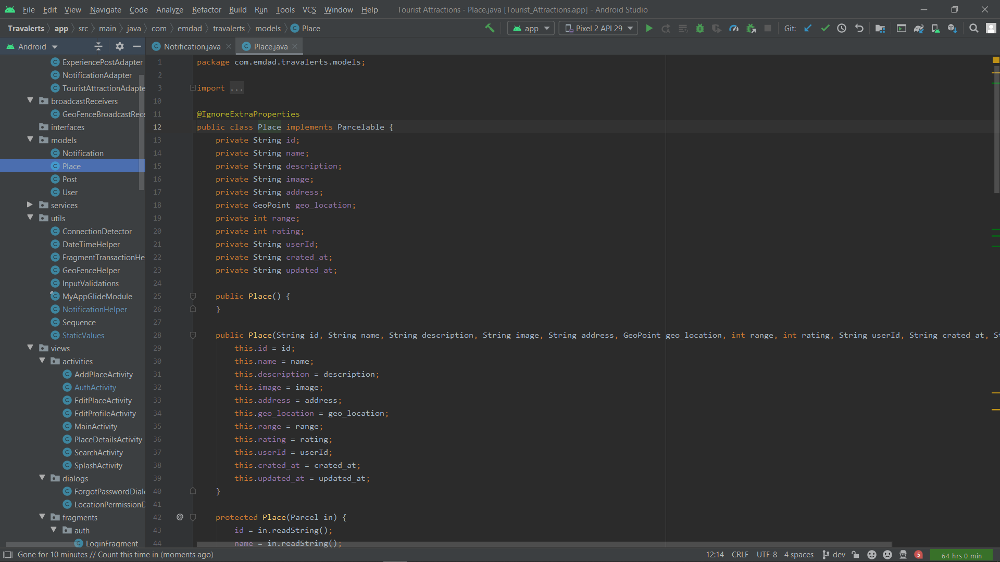 File Edit View Navigate Code Analyze Refactor Build Run Tools VCS Window Help Tourist Attractions - Place.java [Tourist_Attractions.app] - Android Studio
Travalerts app src main java com emdad travalerts models Place app Pixel 2 API 29 Git:
Android Notification.java Place.java
ExperiencePostAdapter
NotificationAdapter
TouristAttractionAdapte
broadcastReceivers
GeoFenceBroadcastRece
interfaces
models
Notification
Place
Post
User
services
utils
ConnectionDetector
DateTimeHelper
FragmentTransactionHe
GeoFenceHelper
InputValidations
MyAppGlideModule
NotificationHelper
Sequence
StaticValues
views
activities
AddPlaceActivity
AuthActivity
EditPlaceActivity
EditProfileActivity
MainActivity
PlaceDetailsActivity
SearchActivity
SplashActivity
dialogs
ForgotPasswordDial
LocationPermissionD
fragments
auth
LoginFragment
1 package com.emdad.travalerts.models;
2
3 import ...
10
11 @IgnoreExtraProperties
12 public class Place implements Parcelable {
13 private String id;
14 private String name;
15 private String description;
16 private String image;
17 private String address;
18 private GeoPoint geo_location;
19 private int range;
20 private int rating;
21 private String userId;
22 private String crated_at;
23 private String updated_at;
24
25 public Place() {
26 }
27
28 public Place(String id, String name, String description, String image, String address, GeoPoint geo_location, int range, int rating, String userId, String crated_at, St
29 this.id = id;
30 this.name = name;
31 this.description = description;
32 this.image = image;
33 this.address = address;
34 this.geo_location = geo_location;
35 this.range = range;
36 this.rating = rating;
37 this.userId = userId;
38 this.crated_at = crated_at;
39 this.updated_at = updated_at;
40 }
41
42 @ protected Place(Parcel in) {
43 id = in.readString();
44 name = in.readString();
Gone for 10 minutes // Count this time in (moments ago) 12:14 CRLF UTF-8 4 spaces dev 5 64 hrs 0 min